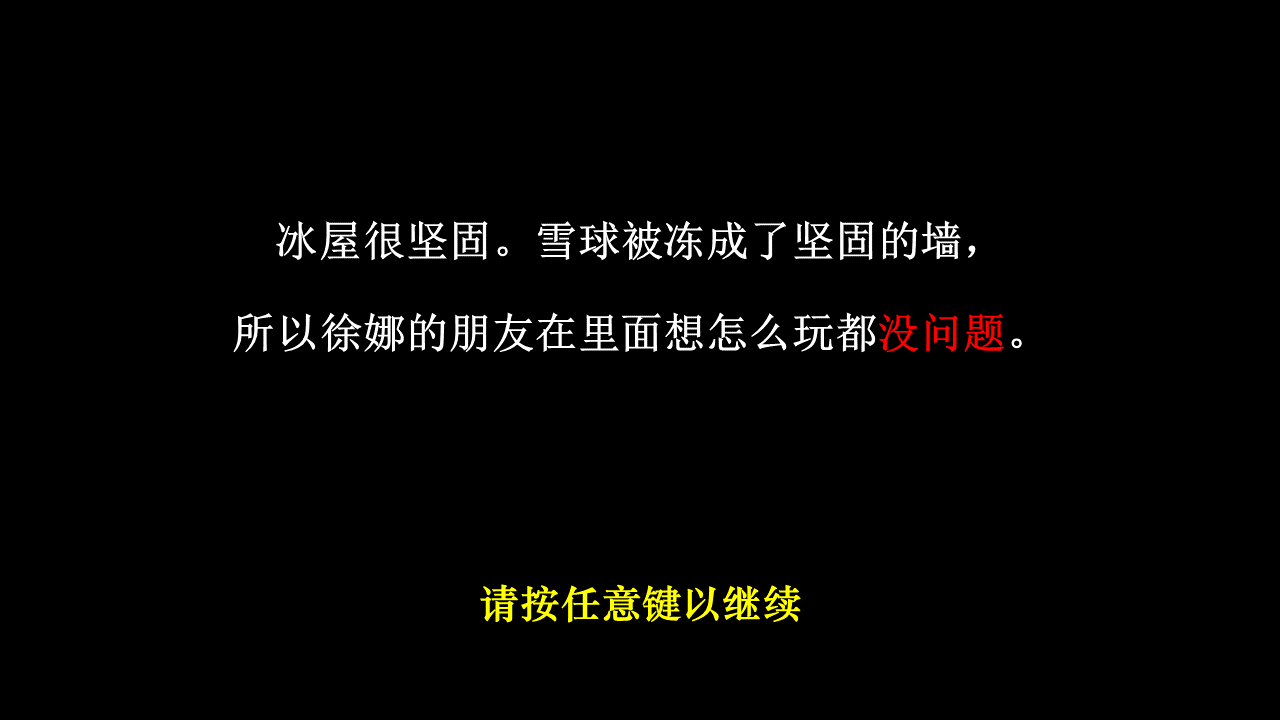 冰屋很坚固。雪球被冻成了坚固的墙，
所以徐娜的朋友在里面想怎么玩都没问题。
请按任意键以继续